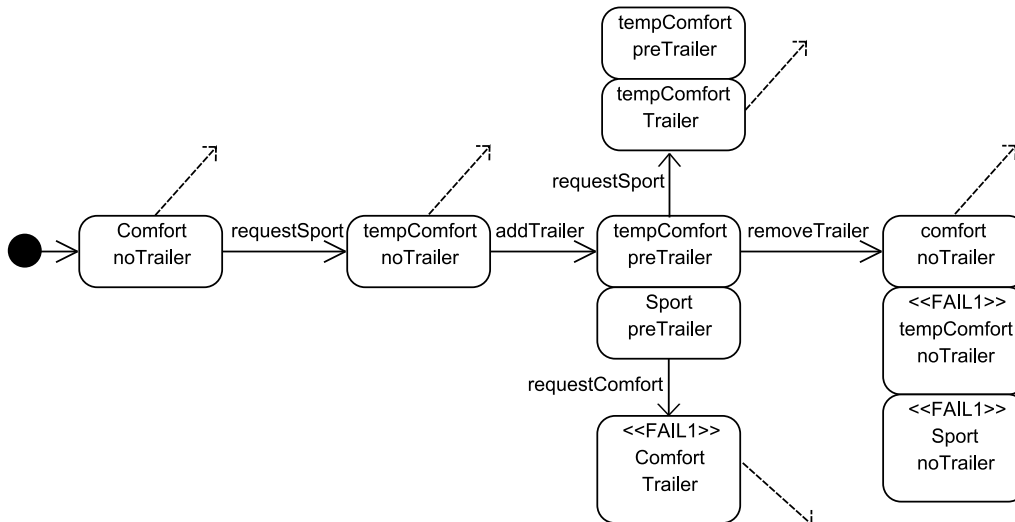 tempComfort
preTrailer
tempComfort
Trailer
requestSport
Comfort
noTrailer
requestSport
tempComfort
noTrailer
addTrailer
tempComfort
preTrailer
removeTrailer
comfort
noTrailer
Sport
preTrailer
<<FAIL1>>
tempComfort
noTrailer
requestComfort
<<FAIL1>>
Comfort
Trailer
<<FAIL1>>
Sport
noTrailer